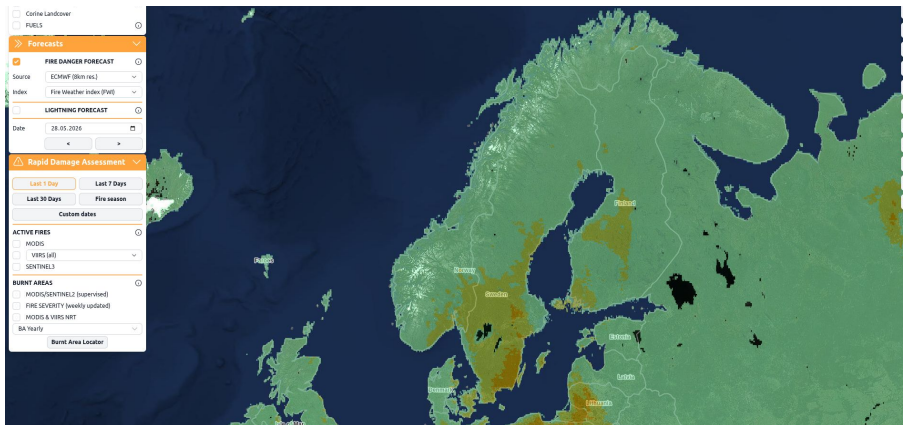 Corine Landcover
FUELS
Forecasts
FIRE DANGER FORECAST
Source ECMWF (8km res.)
Index Fire Weather index (FWI)
LIGHTNING FORECAST
Date 28.05.2026
< >
Rapid Damage Assessment
Last 1 Day Last 7 Days
Last 30 Days Fire season
Custom dates
ACTIVE FIRES
MODIS
VIIRS (all)
SENTINEL3
BURNT AREAS
MODIS/SENTINEL2 (supervised)
FIRE SEVERITY (weekly updated)
MODIS & VIIRS NRT
BA Yearly
Burnt Area Locator
Finland
Norway
Sweden
Estonia
Latvia
Denmark
Lithuania